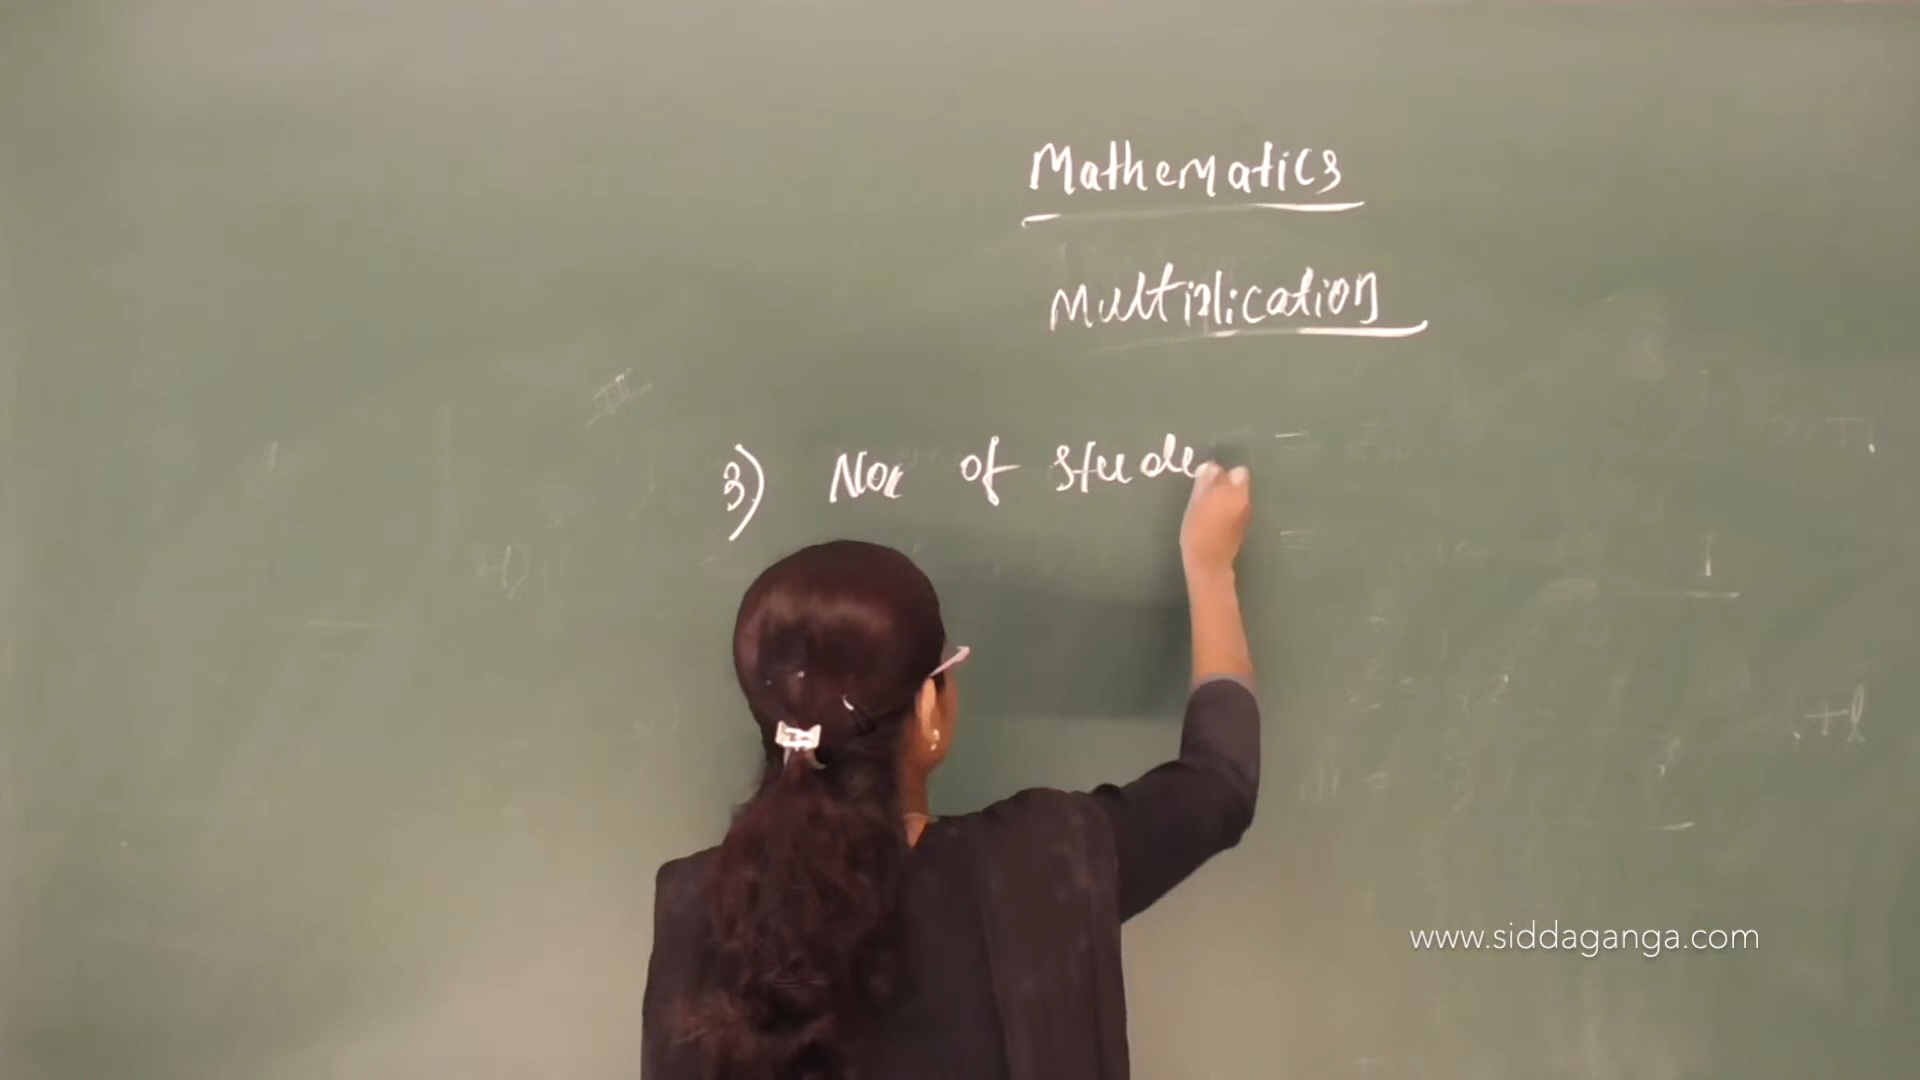 Mathematics
Multiplication
3) No. of stude
www.siddaganga.com